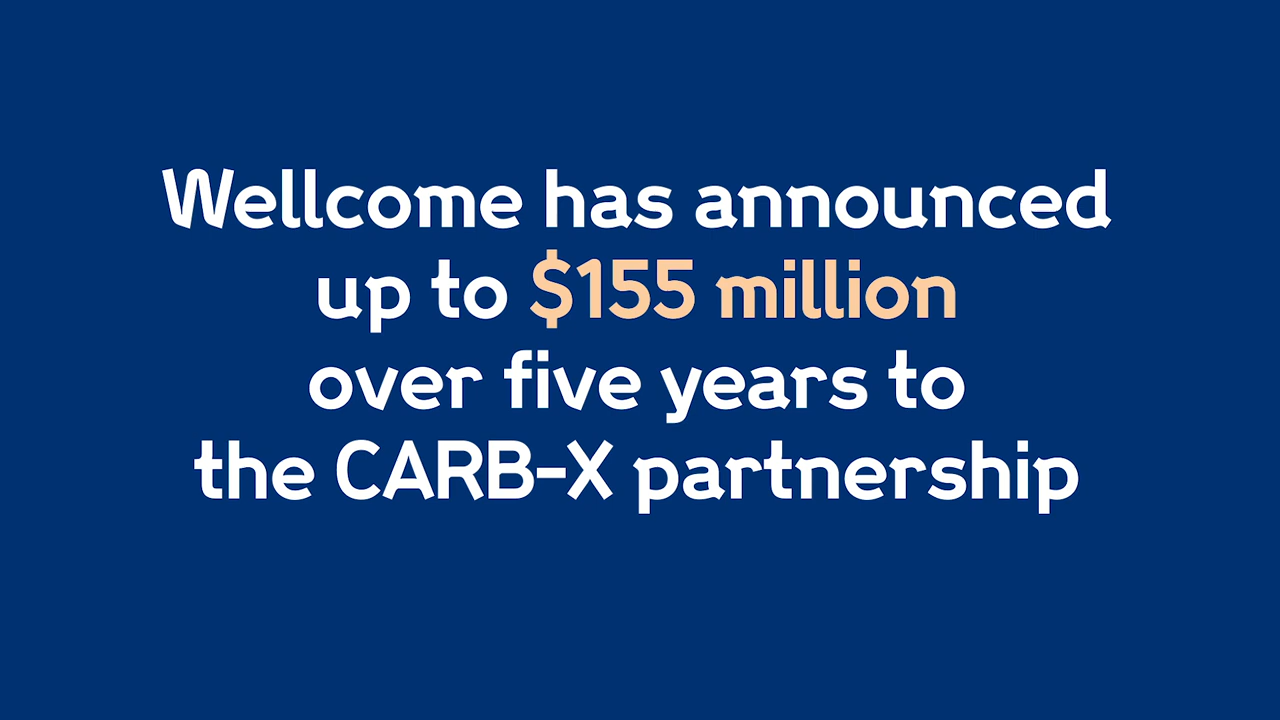 Wellcome has announced
up to $155 million
over five years to
the CARB-X partnership